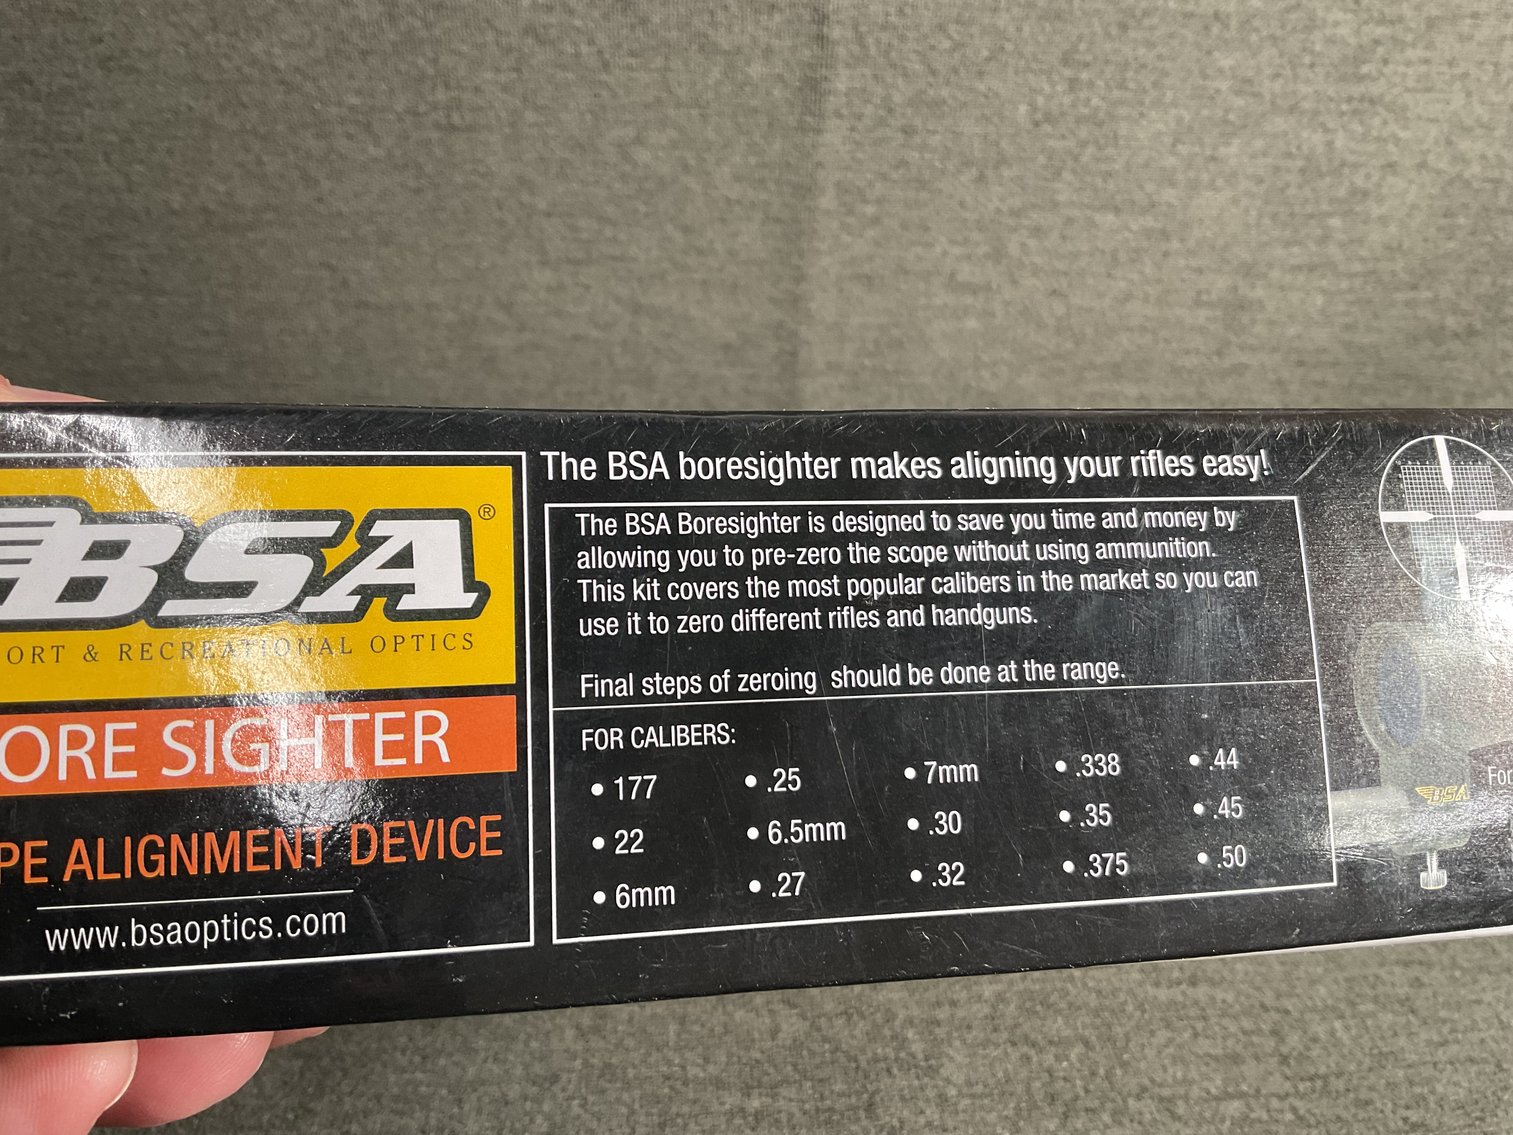 BSA®
ORT & RECREATIONAL OPTICS
ORE SIGHTER
PE ALIGNMENT DEVICE
www.bsaoptics.com
The BSA boresighter makes aligning your rifles easy!
The BSA Boresighter is designed to save you time and money by
allowing you to pre-zero the scope without using ammunition.
This kit covers the most popular calibers in the market so you can
use it to zero different rifles and handguns.
Final steps of zeroing should be done at the range.
FOR CALIBERS:
• 177 • .25 • 7mm • .338 • .44
• 22 • 6.5mm • .30 • .35 • .45
• 6mm • .27 • .32 • .375 • .50
For
BSA